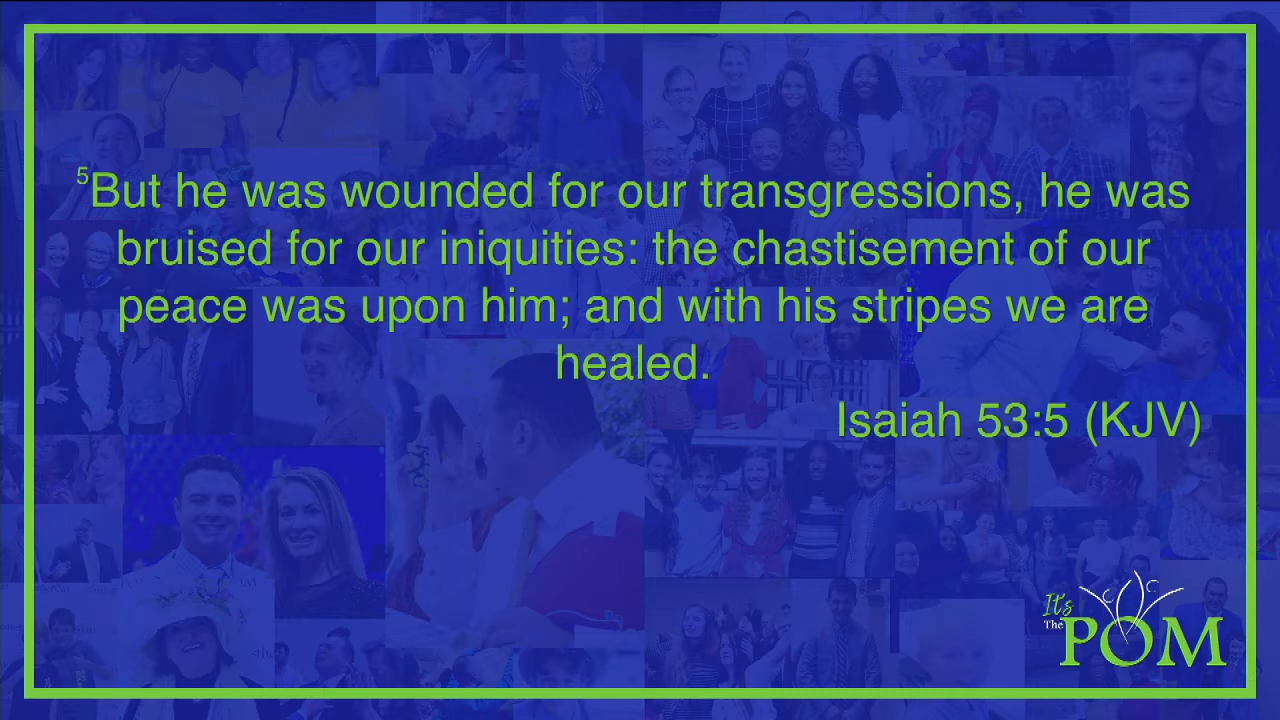 5But he was wounded for our transgressions, he was
bruised for our iniquities: the chastisement of our
peace was upon him; and with his stripes we are
healed.
Isaiah 53:5 (KJV)
It's
The POM